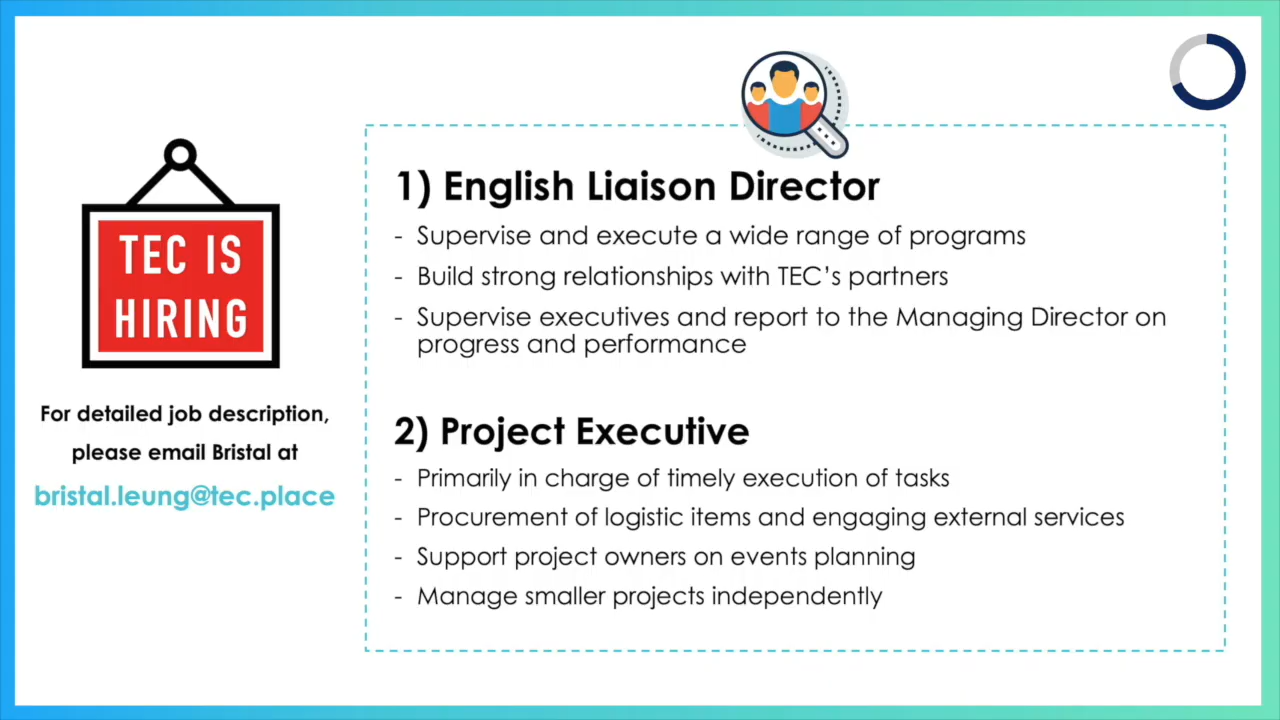 TEC IS
HIRING
For detailed job description,
please email Bristal at
bristal.leung@tec.place
1) English Liaison Director
- Supervise and execute a wide range of programs
- Build strong relationships with TEC’s partners
- Supervise executives and report to the Managing Director on
progress and performance
2) Project Executive
- Primarily in charge of timely execution of tasks
- Procurement of logistic items and engaging external services
- Support project owners on events planning
- Manage smaller projects independently